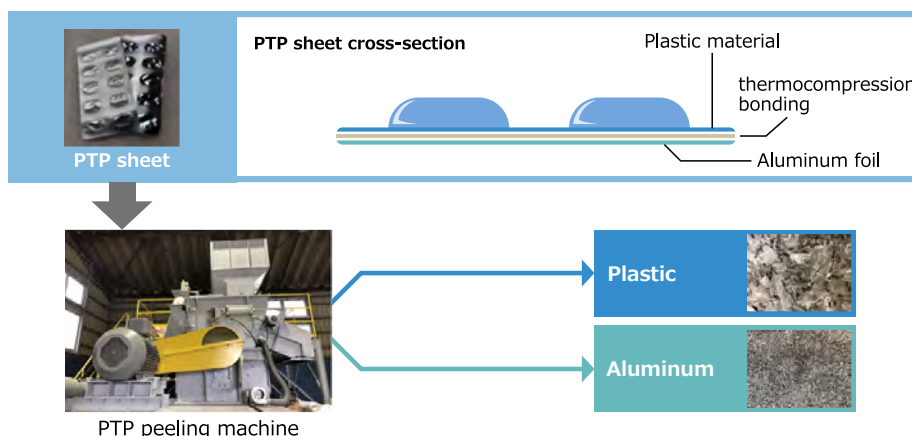 PTP sheet cross-section
Plastic material
thermocompression
bonding
Aluminum foil
PTP sheet
PTP peeling machine
Plastic
Aluminum